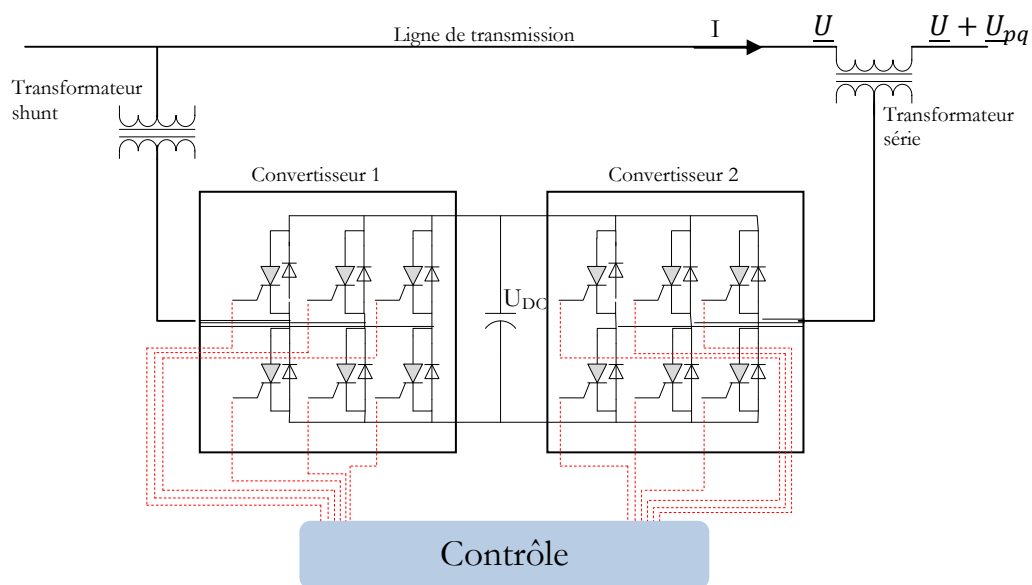 Ligne de transmission
I
U
U + Upq
Transformateur
shunt
Transformateur
série
Convertisseur 1
Convertisseur 2
UDC
Contrôle